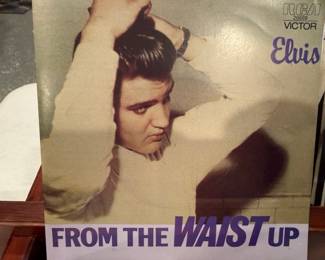 RCA
VICTOR
Elvis
FROM THE WAIST UP